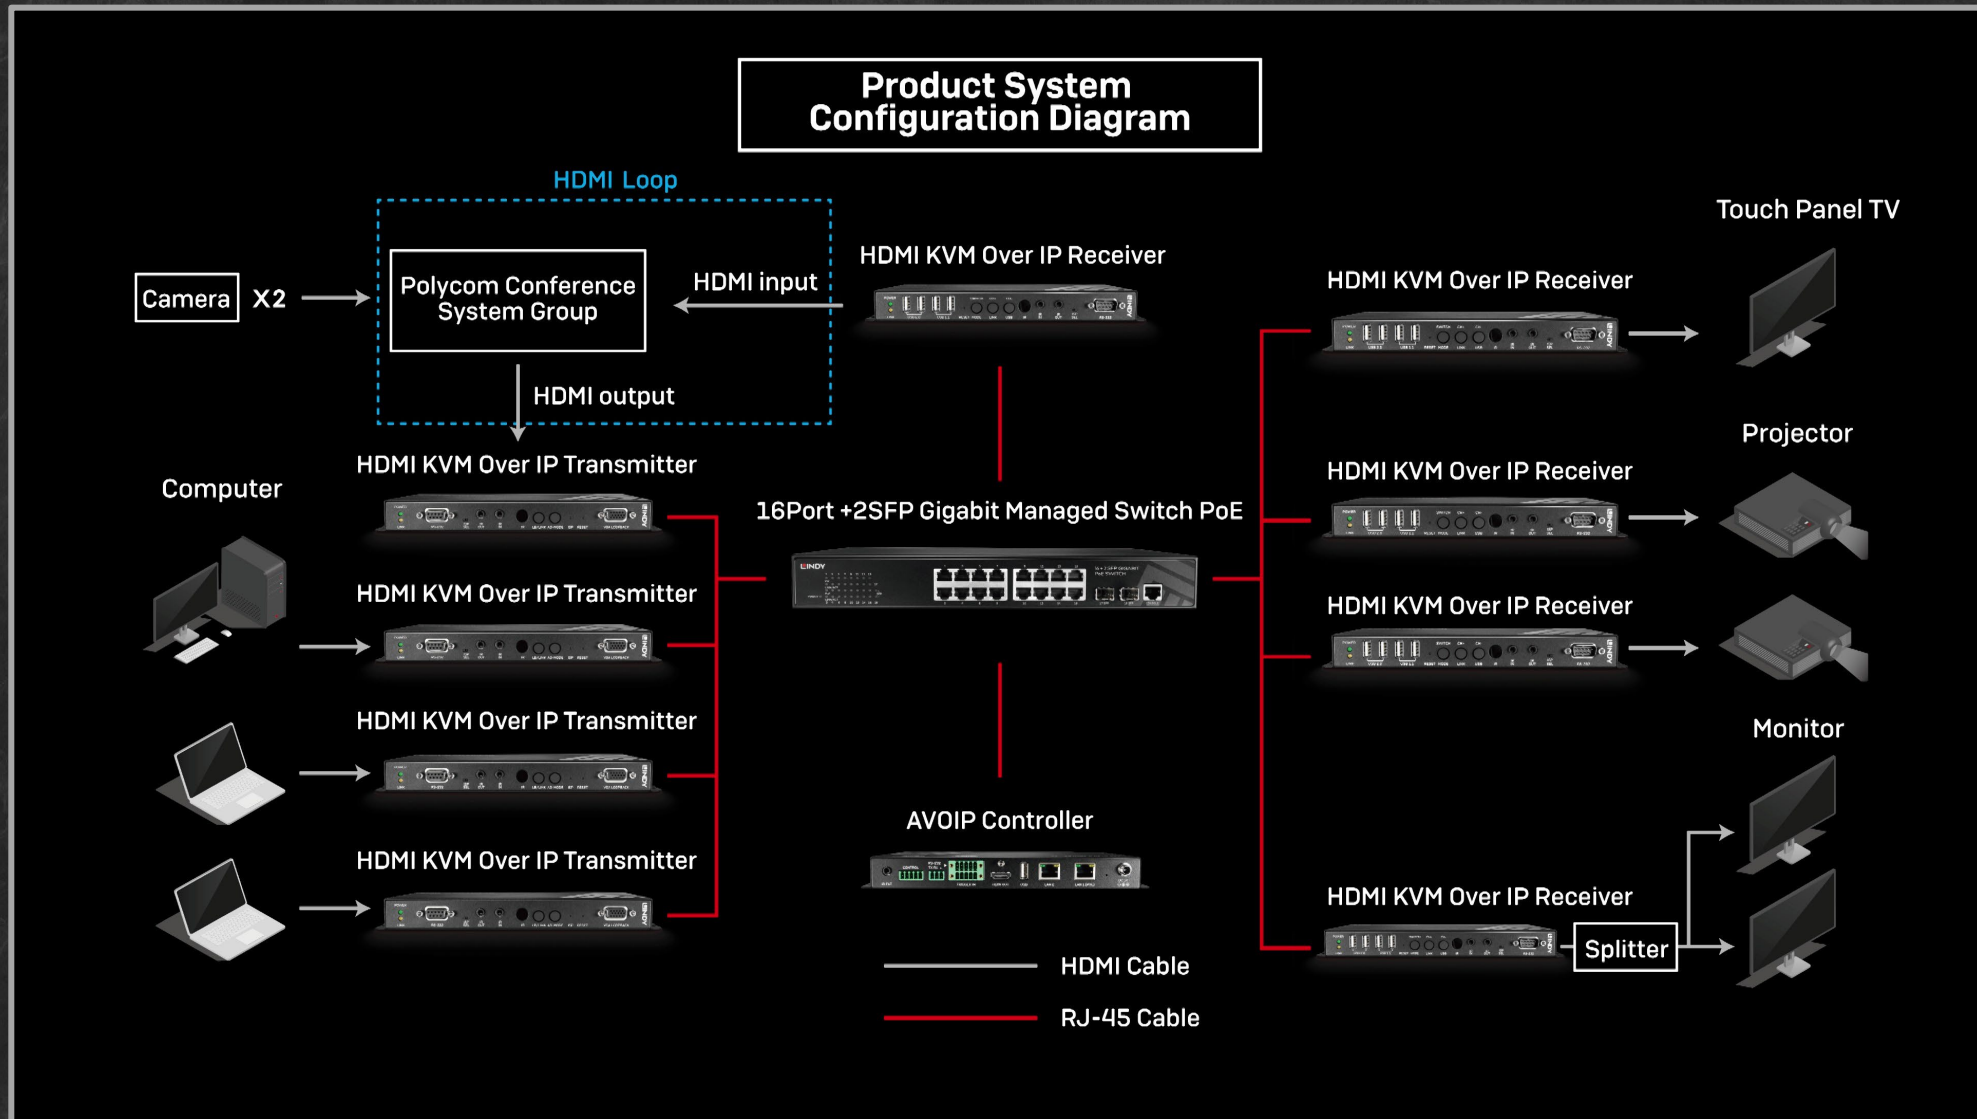 Product System
Configuration Diagram
HDMI Loop
Touch Panel TV
HDMI KVM Over IP Receiver
HDMI KVM Over IP Receiver
Camera X2
Polycom Conference
System Group
HDMI input
HDMI output
Projector
HDMI KVM Over IP Transmitter
HDMI KVM Over IP Receiver
Computer
16Port +2SFP Gigabit Managed Switch PoE
LINDY
HDMI KVM Over IP Transmitter
HDMI KVM Over IP Receiver
HDMI KVM Over IP Transmitter
Monitor
AVOIP Controller
HDMI KVM Over IP Transmitter
HDMI KVM Over IP Receiver
Splitter
HDMI Cable
RJ-45 Cable